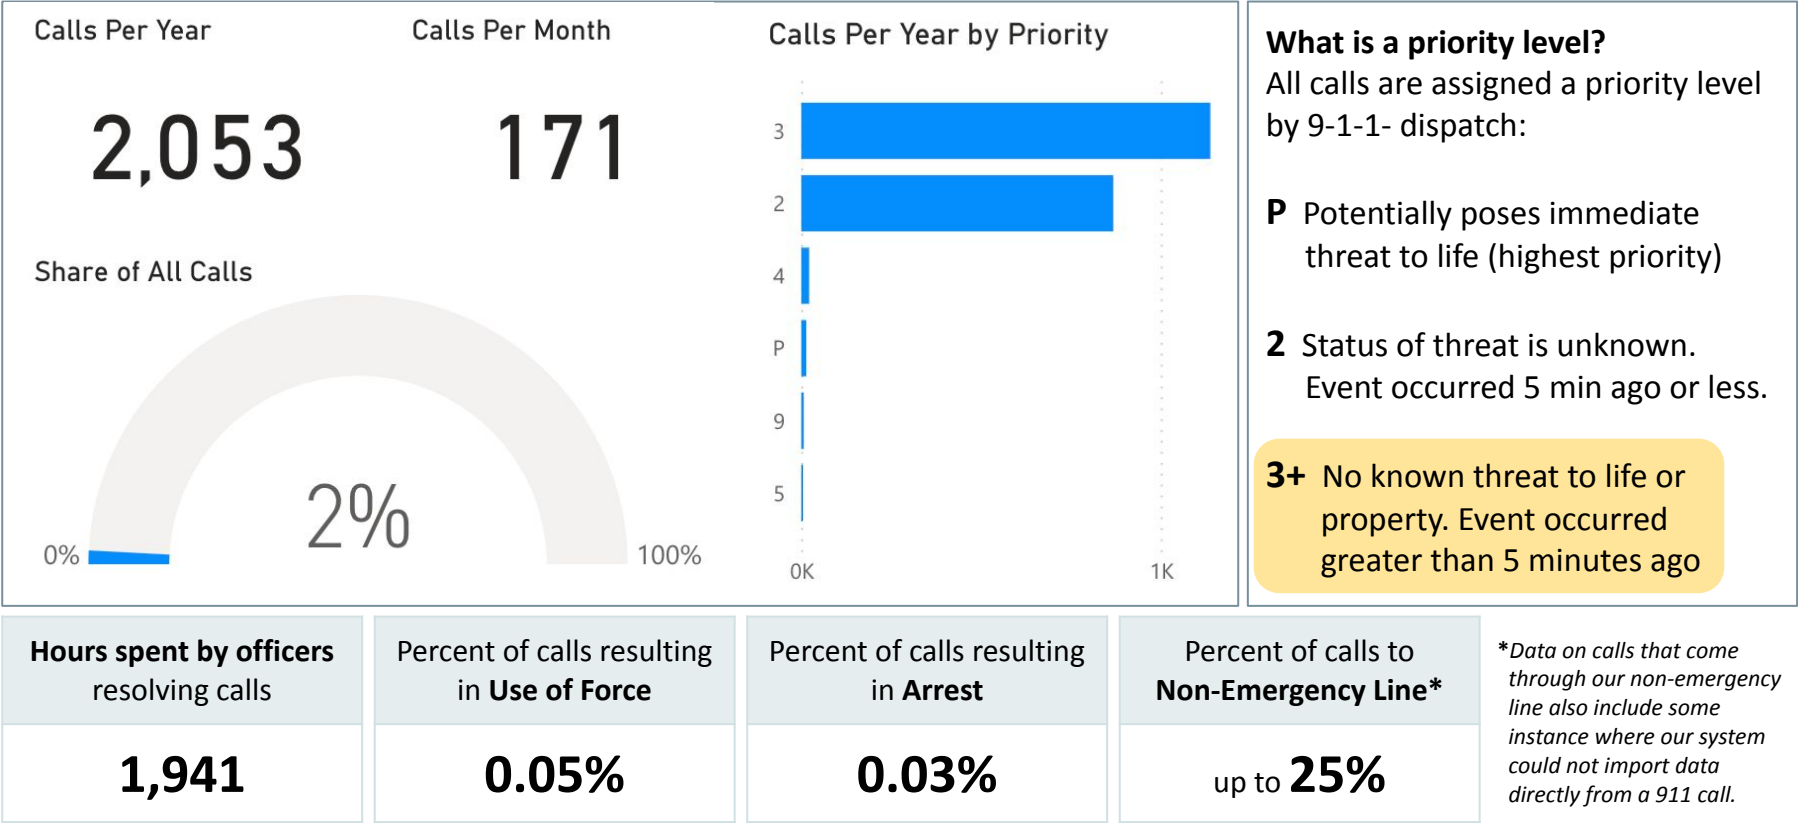 Calls Per Year
2,053
Calls Per Month
171
Share of All Calls
2%
0%
100%
Calls Per Year by Priority
3
2
4
P
9
5
0K
1K
What is a priority level?
All calls are assigned a priority level
by 9-1-1- dispatch:
P Potentially poses immediate
threat to life (highest priority)
2 Status of threat is unknown.
Event occurred 5 min ago or less.
3+ No known threat to life or
property. Event occurred
greater than 5 minutes ago
Hours spent by officers
resolving calls
1,941
Percent of calls resulting
in Use of Force
0.05%
Percent of calls resulting
in Arrest
0.03%
Percent of calls to
Non-Emergency Line*
up to 25%
*Data on calls that come
through our non-emergency
line also include some
instance where our system
could not import data
directly from a 911 call.